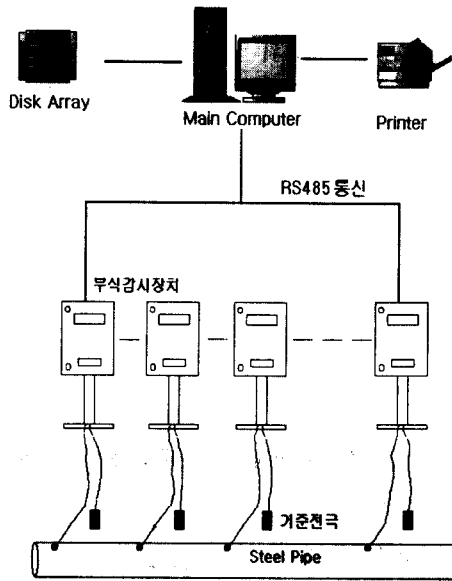 Disk Array
Main Computer
Printer
RS485 통신
부식감시장치
기준전극
Steel Pipe